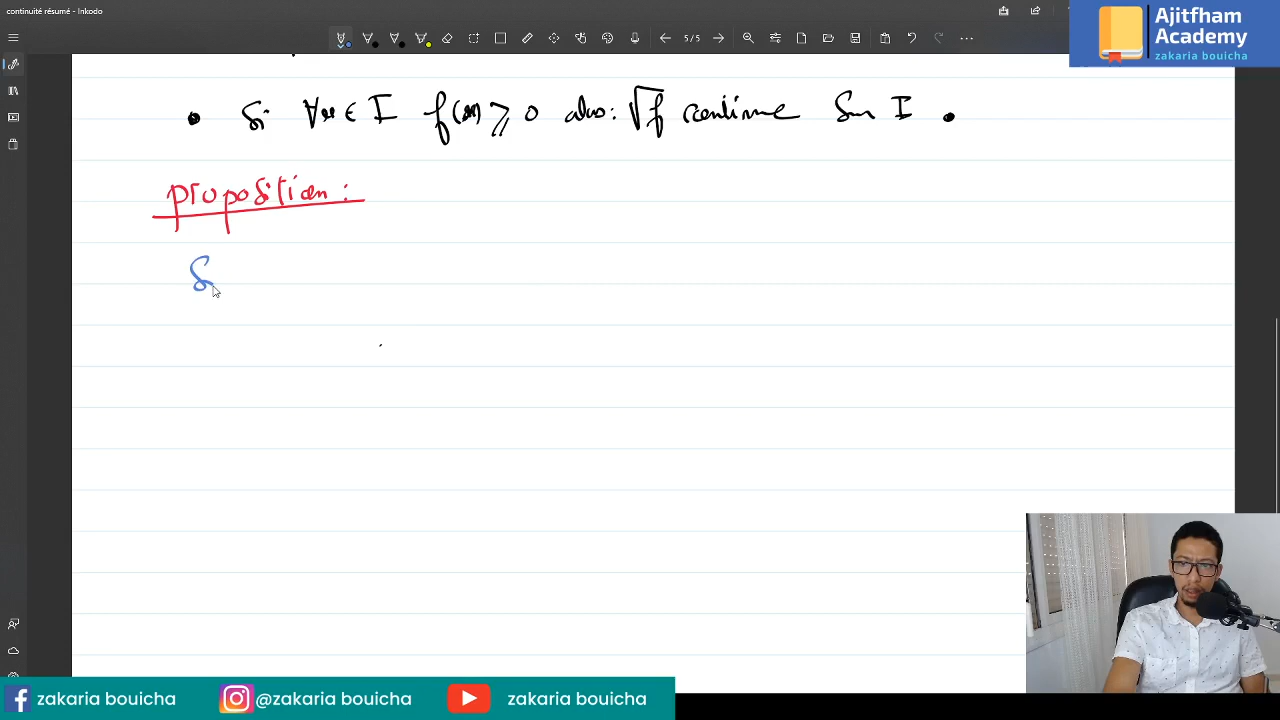 continuité résumé - Inkodo
5/5
Ajitfham
Academy
zakaria bouicha
• Si ∀x ∈ I f(x) ⩾ 0 alors : √f continue Sur I •
proposition :
S
zakaria bouicha
@zakaria bouicha
zakaria bouicha